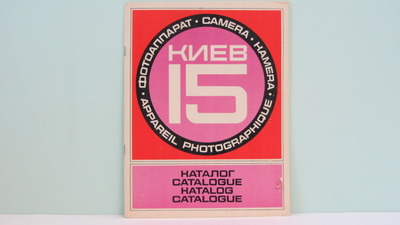 ФОТОАППАРАТ • CAMERA • KAMERA •
КИЕВ
15
APPAREIL PHOTOGRAPHIQUE •
КАТАЛОГ
CATALOGUE
KATALOG
CATALOGUE